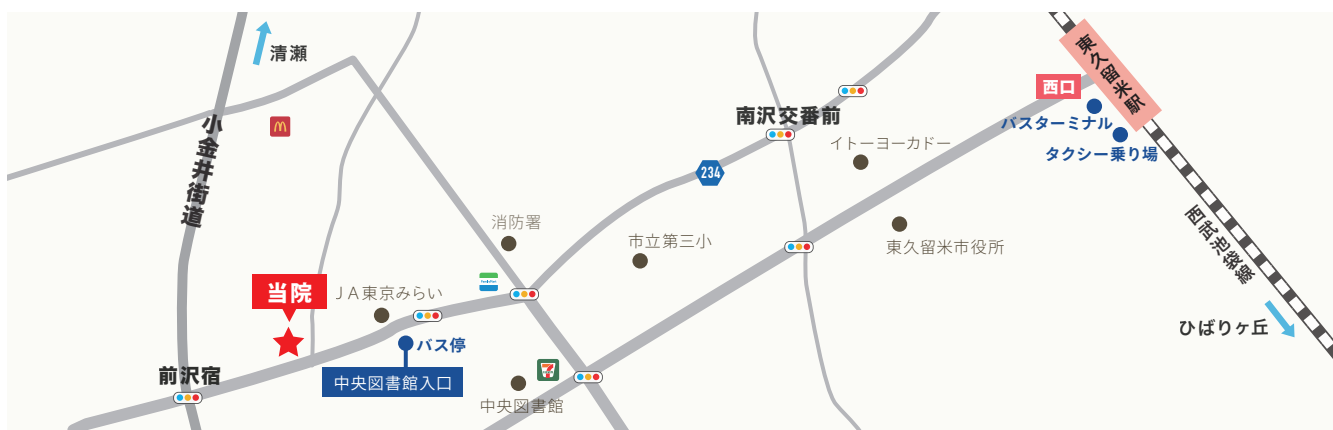 清瀬
小金井街道
南沢交番前
西口
東久留米駅
バスターミナル
タクシー乗り場
イトーヨーカドー
234
消防署
市立第三小
東久留米市役所
西武池袋線
ひばりヶ丘
当院
JA東京みらい
バス停
中央図書館入口
前沢宿
中央図書館
FamilyMart
7